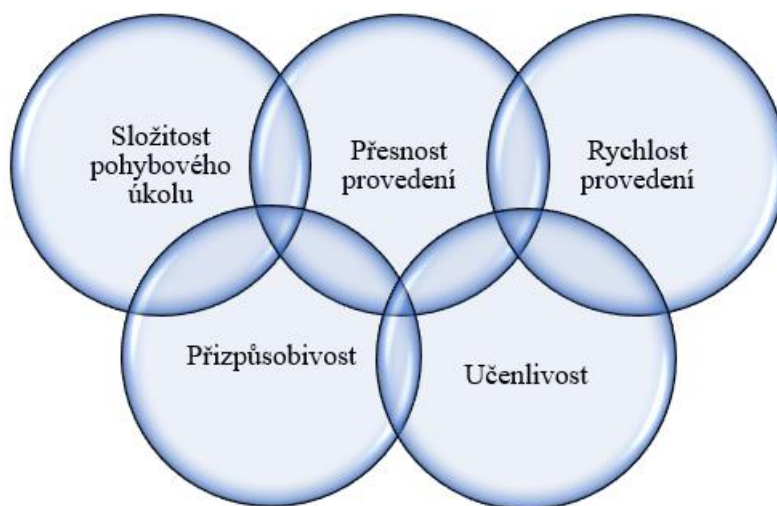 Složitost
pohybového
úkolu
Přesnost
provedení
Rychlost
provedení
Přizpůsobivost
Učenlivost